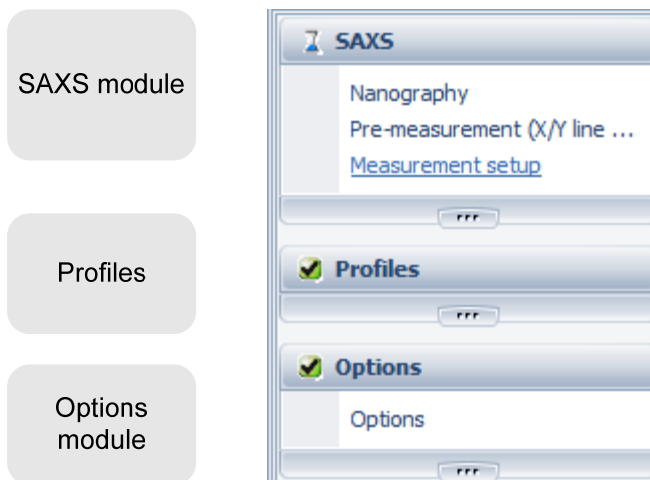 SAXS module
SAXS
Nanography
Pre-measurement (X/Y line ...
Measurement setup
Profiles
Profiles
Options
module
Options
Options